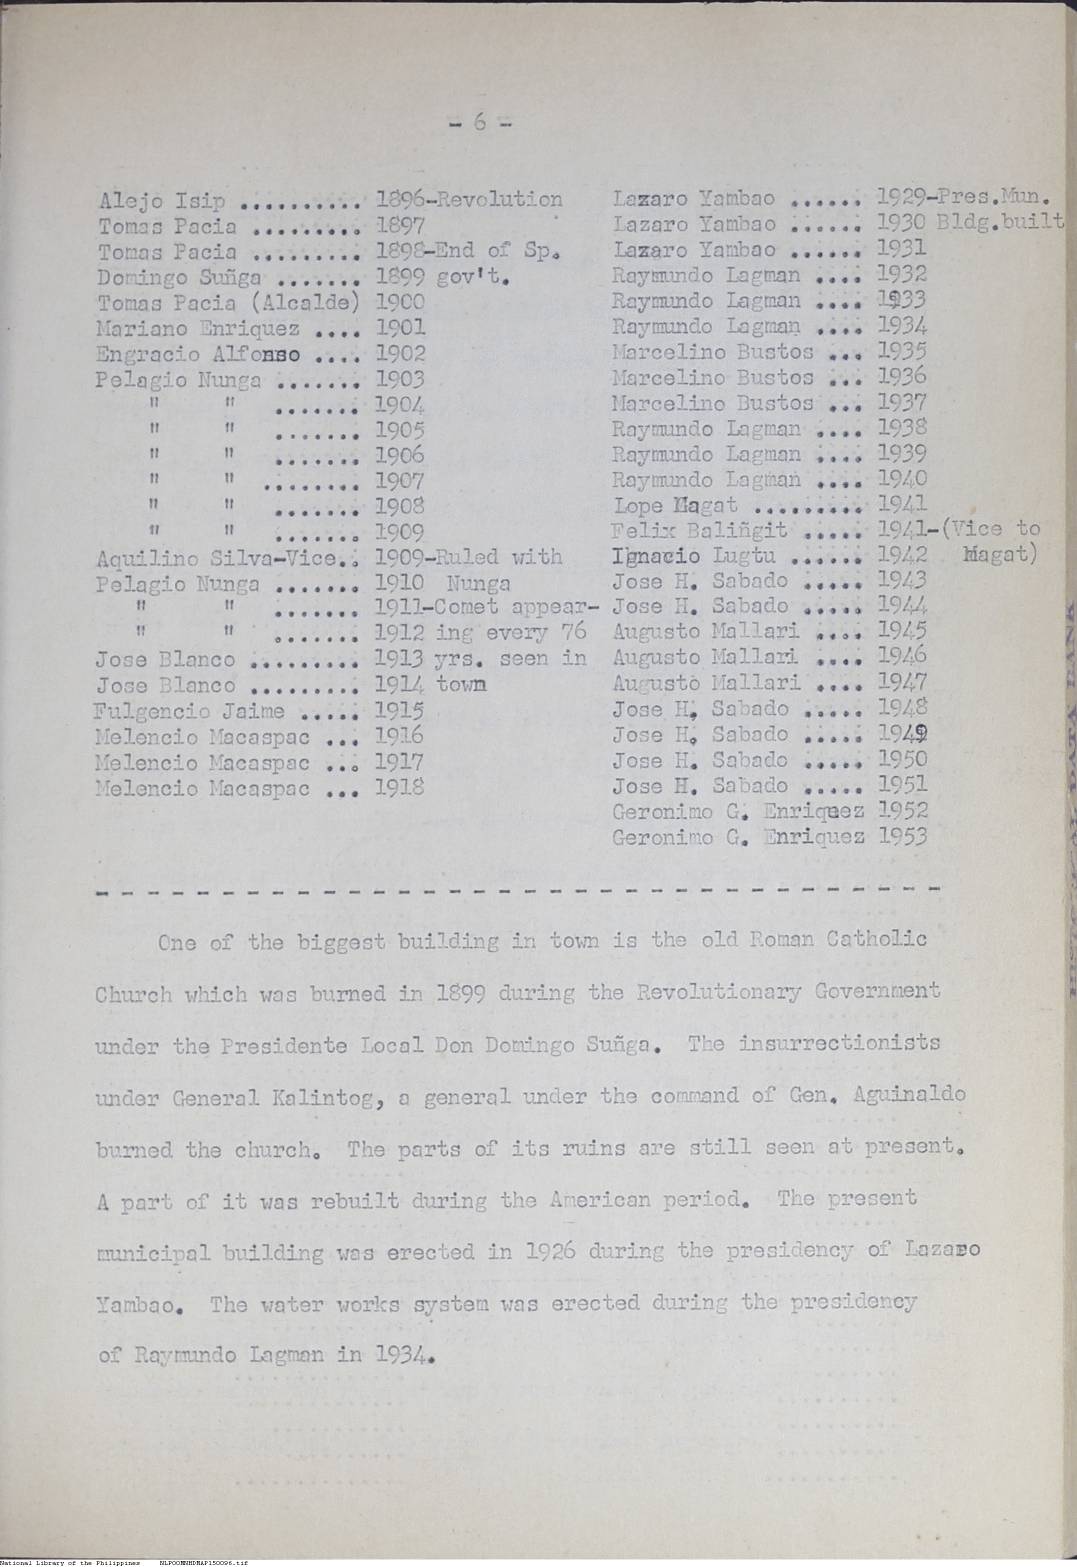 - 6 -
Alejo Isip .......... 1896-Revolution
Tomas Pacia ......... 1897
Tomas Pacia ......... 1898-End of Sp.
Domingo Suñga ....... 1899 gov't.
Tomas Pacia (Alcalde) 1900
Mariano Enriquez .... 1901
Engracio Alfonso .... 1902
Pelagio Nunga ....... 1903
" " ....... 1904
" " ....... 1905
" " ....... 1906
" " ........ 1907
" " ....... 1908
" " ....... 1909
Aquilino Silva-Vice.. 1909-Ruled with
Pelagio Nunga ....... 1910 Nunga
" " ....... 1911-Comet appear-
" " ....... 1912 ing every 76
Jose Blanco ......... 1913 yrs. seen in
Jose Blanco ......... 1914 town
Fulgencio Jaime ..... 1915
Melencio Macaspac ... 1916
Melencio Macaspac ... 1917
Melencio Macaspac ... 1918
Lazaro Yambao ...... 1929-Pres.Mun.
Lazaro Yambao ...... 1930 Bldg.built
Lazaro Yambao ...... 1931
Raymundo Lagman .... 1932
Raymundo Lagman .... 1933
Raymundo Lagman .... 1934
Marcelino Bustos ... 1935
Marcelino Bustos ... 1936
Marcelino Bustos ... 1937
Raymundo Lagman .... 1938
Raymundo Lagman .... 1939
Raymundo Lagman .... 1940
Lope Magat ......... 1941
Felix Baliñgit ..... 1941-(Vice to
Ignacio Lugtu ...... 1942 Magat)
Jose H. Sabado ..... 1943
Jose H. Sabado ..... 1944
Augusto Mallari .... 1945
Augusto Mallari .... 1946
Augusto Mallari .... 1947
Jose H. Sabado ..... 1948
Jose H. Sabado ..... 1949
Jose H. Sabado ..... 1950
Jose H. Sabado ..... 1951
Geronimo G. Enriquez 1952
Geronimo G. Enriquez 1953
- - - - - - - - - - - - - - - - - - - - - - - - - - - - - - - - - -
One of the biggest building in town is the old Roman Catholic
Church which was burned in 1899 during the Revolutionary Government
under the Presidente Local Don Domingo Suñga. The insurrectionists
under General Kalintog, a general under the command of Gen. Aguinaldo
burned the church. The parts of its ruins are still seen at present.
A part of it was rebuilt during the American period. The present
municipal building was erected in 1926 during the presidency of Lazaro
Yambao. The water works system was erected during the presidency
of Raymundo Lagman in 1934.
HISTORICAL DATA BANK
National Library of the Philippines NLPOOMNHDMAP150096.tif